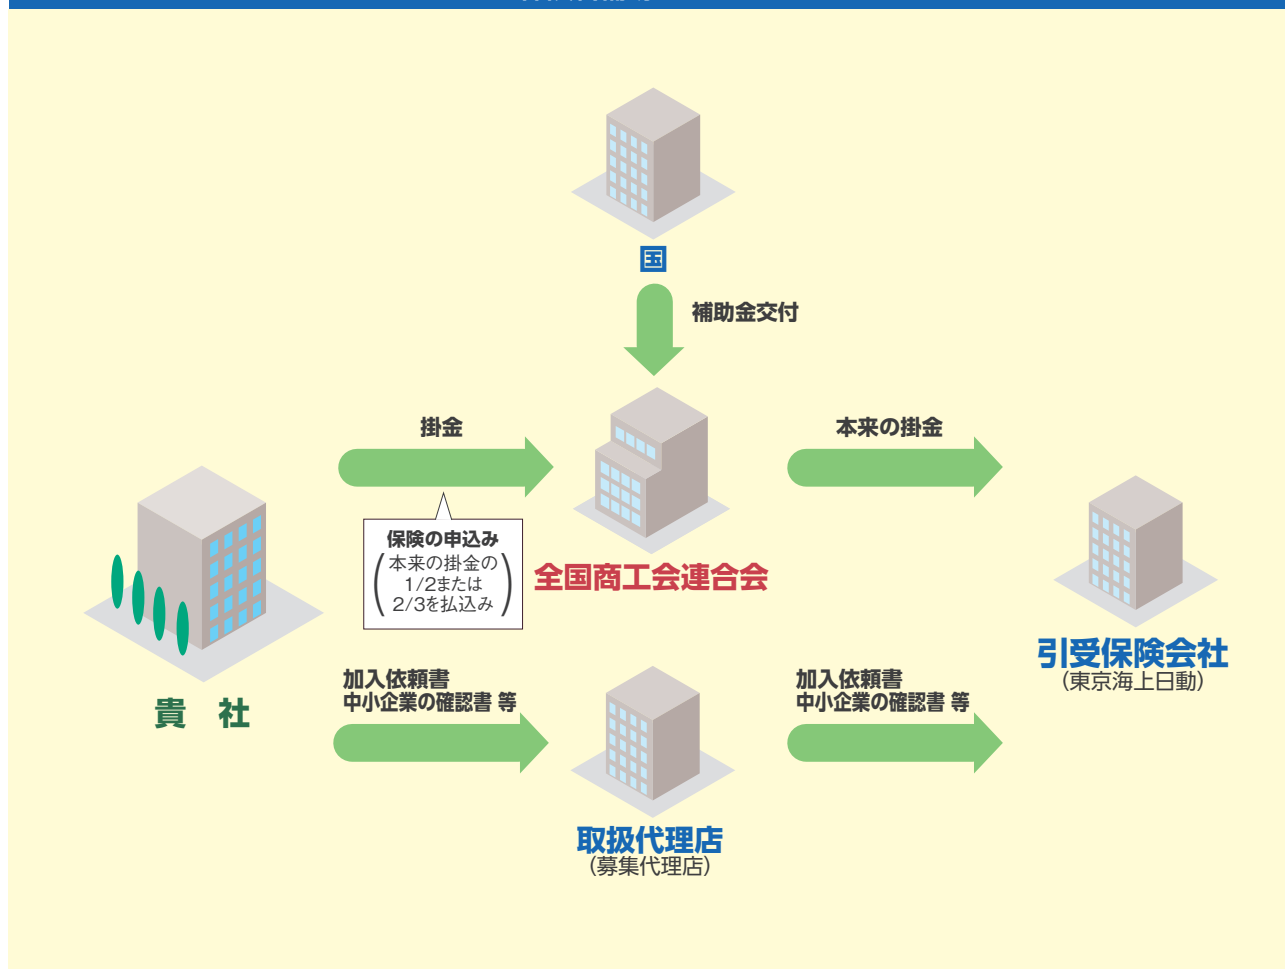 国
補助金交付
掛金
本来の掛金
保険の申込み
(本来の掛金の
1/2または
2/3を払込み)
全国商工会連合会
引受保険会社
(東京海上日動)
貴 社
加入依頼書
中小企業の確認書 等
加入依頼書
中小企業の確認書 等
取扱代理店
(募集代理店)